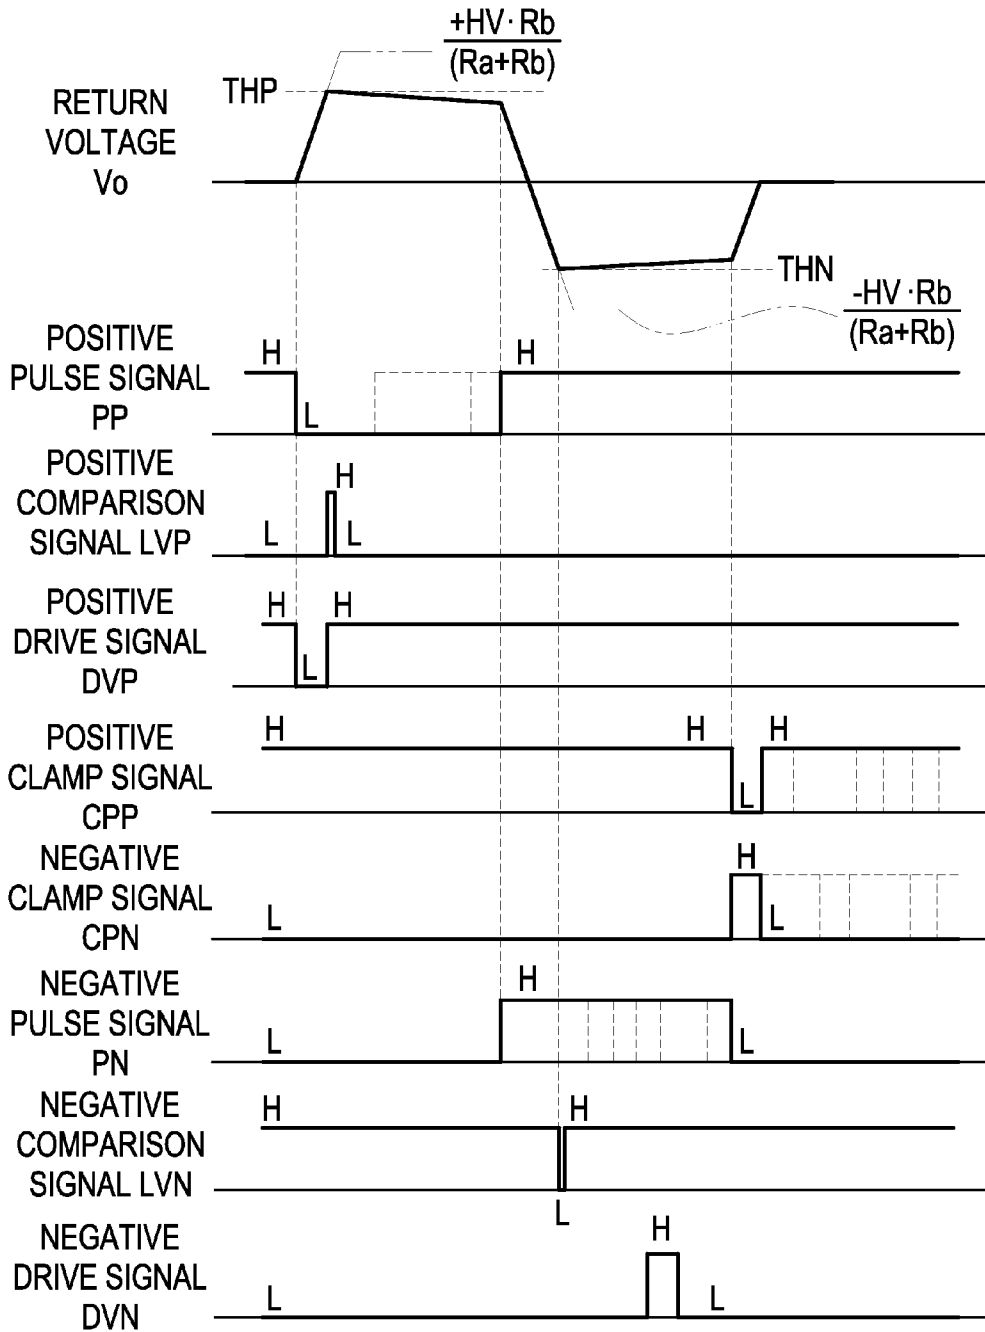 +HV·Rb
(Ra+Rb)
THP
RETURN
VOLTAGE
Vo
THN
-HV·Rb
(Ra+Rb)
POSITIVE
PULSE SIGNAL
PP
H
L
H
POSITIVE
COMPARISON
SIGNAL LVP
L
H
L
POSITIVE
DRIVE SIGNAL
DVP
H
L
H
POSITIVE
CLAMP SIGNAL
CPP
H
H
L
H
NEGATIVE
CLAMP SIGNAL
CPN
L
H
L
NEGATIVE
PULSE SIGNAL
PN
L
H
L
NEGATIVE
COMPARISON
SIGNAL LVN
H
L
H
NEGATIVE
DRIVE SIGNAL
DVN
L
H
L